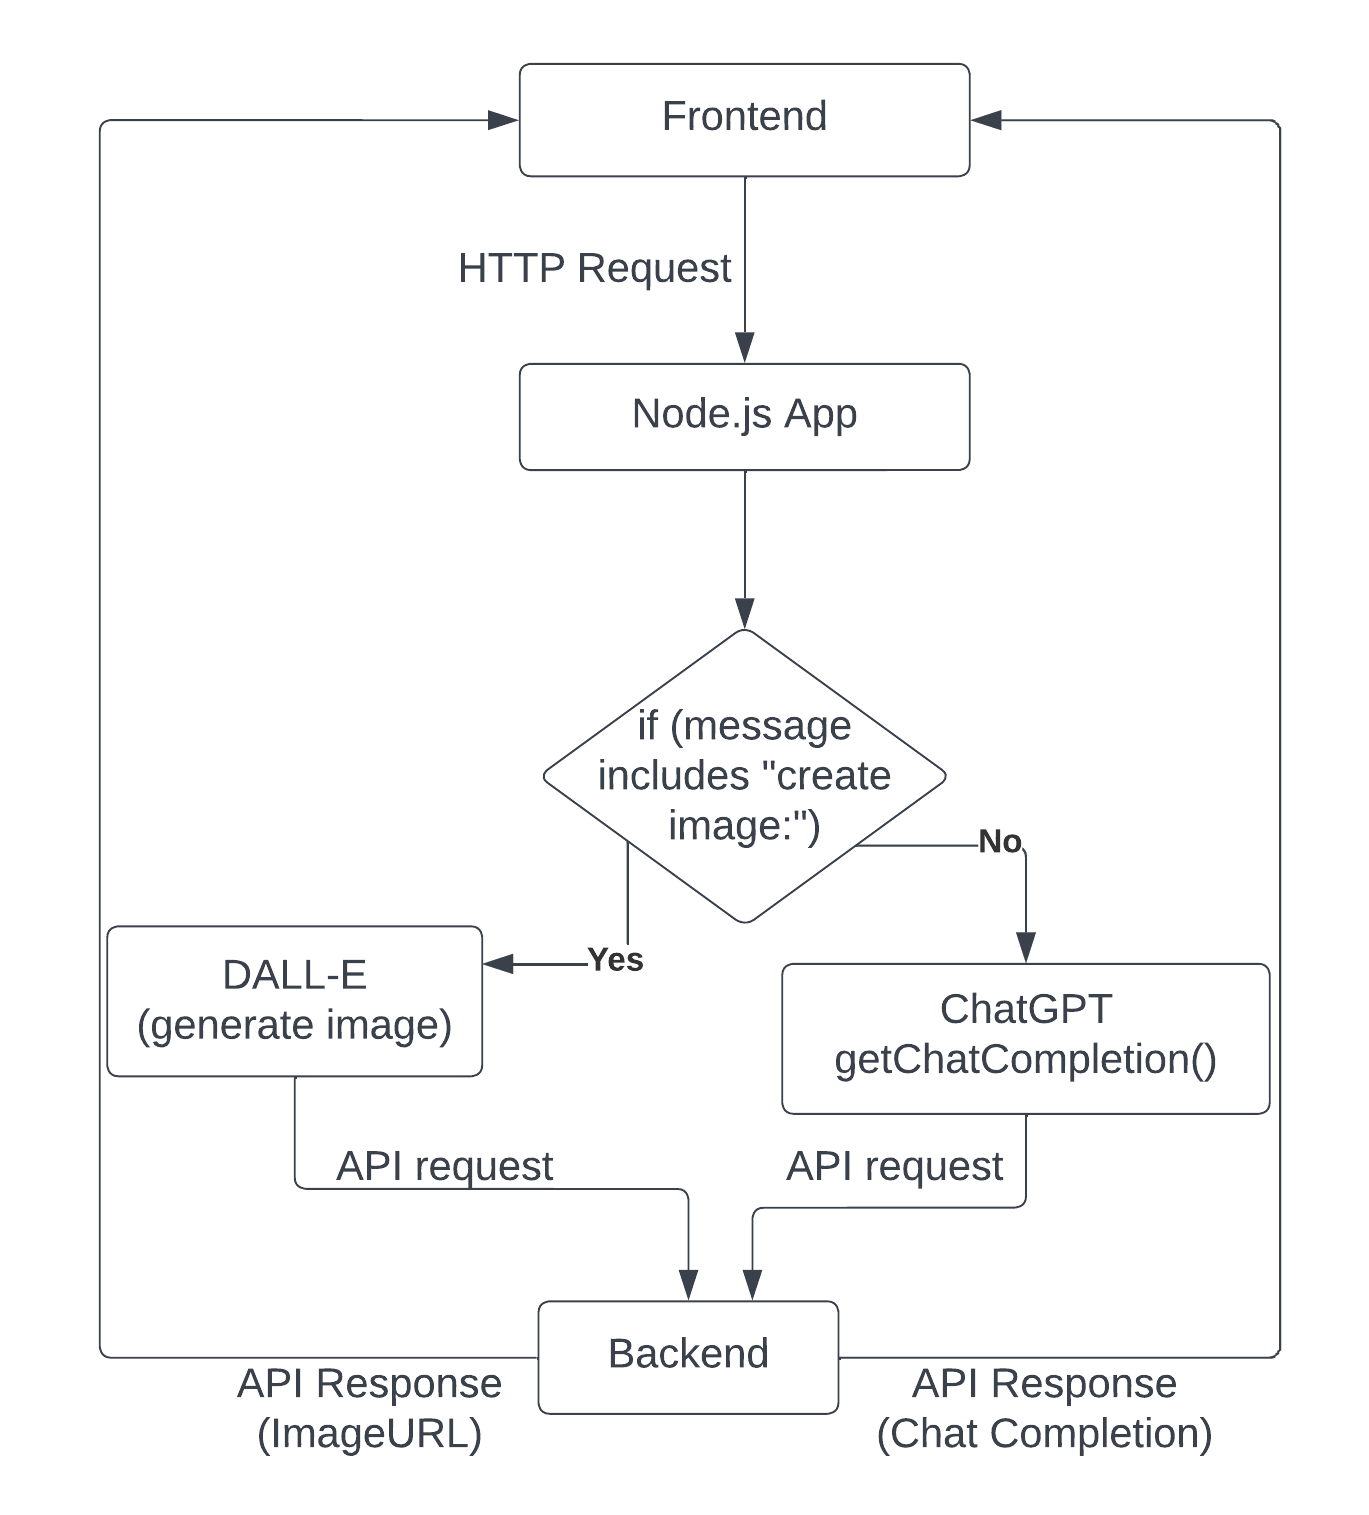 Frontend
HTTP Request
Node.js App
if (message
includes "create
image:")
No
Yes
DALL-E
(generate image)
ChatGPT
getChatCompletion()
API request
API request
Backend
API Response
(ImageURL)
API Response
(Chat Completion)